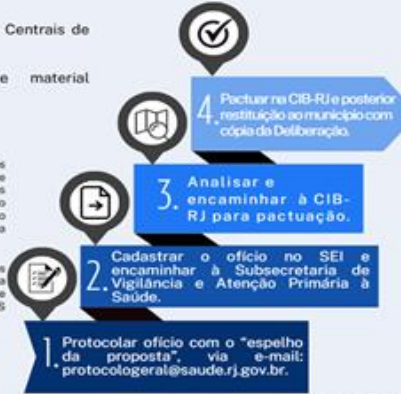 Centrais de
e material
4. Pactuar na CIB-RJ e posterior
restituição ao município com
cópia da Deliberação.
3. Analisar e
encaminhar à CIB-
RJ para pactuação.
2. Cadastrar o ofício no SEI e
encaminhar à Subsecretaria de
Vigilância e Atenção Primária à
Saúde.
1. Protocolar ofício com o “espelho
da proposta”, via e-mail:
protocologeral@saude.rj.gov.br.